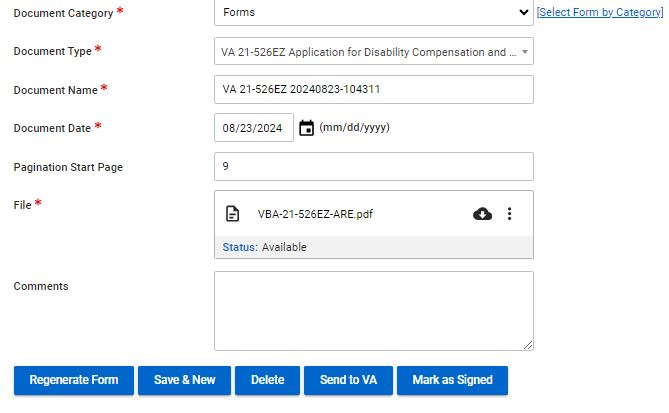 Document Category * Forms [Select Form by Category]
Document Type * VA 21-526EZ Application for Disability Compensation and ...
Document Name * VA 21-526EZ 20240823-104311
Document Date * 08/23/2024 (mm/dd/yyyy)
Pagination Start Page 9
File * VBA-21-526EZ-ARE.pdf
Status: Available
Comments
Regenerate Form Save & New Delete Send to VA Mark as Signed